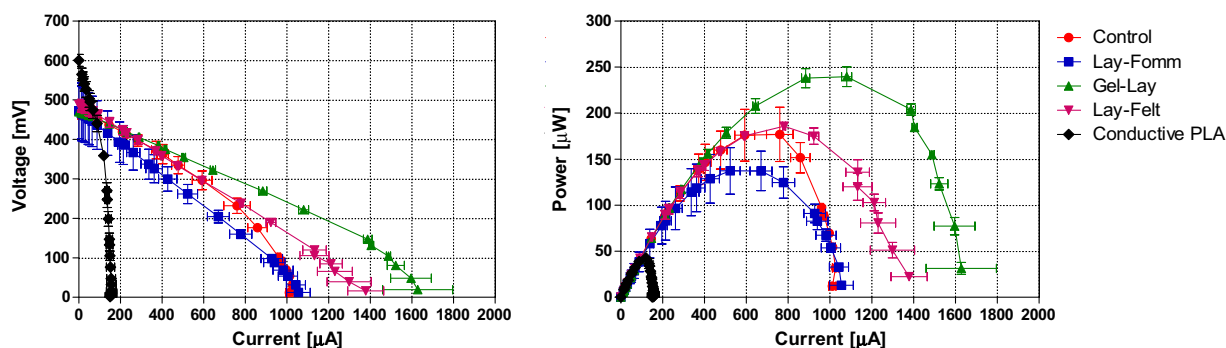 700
600
500
400
300
200
100
0
Voltage [mV]
0 200 400 600 800 1000 1200 1400 1600 1800 2000
Current [µA]
300
250
200
150
100
50
0
Power [µW]
0 200 400 600 800 1000 1200 1400 1600 1800 2000
Current [µA]
Control
Lay-Fomm
Gel-Lay
Lay-Felt
Conductive PLA